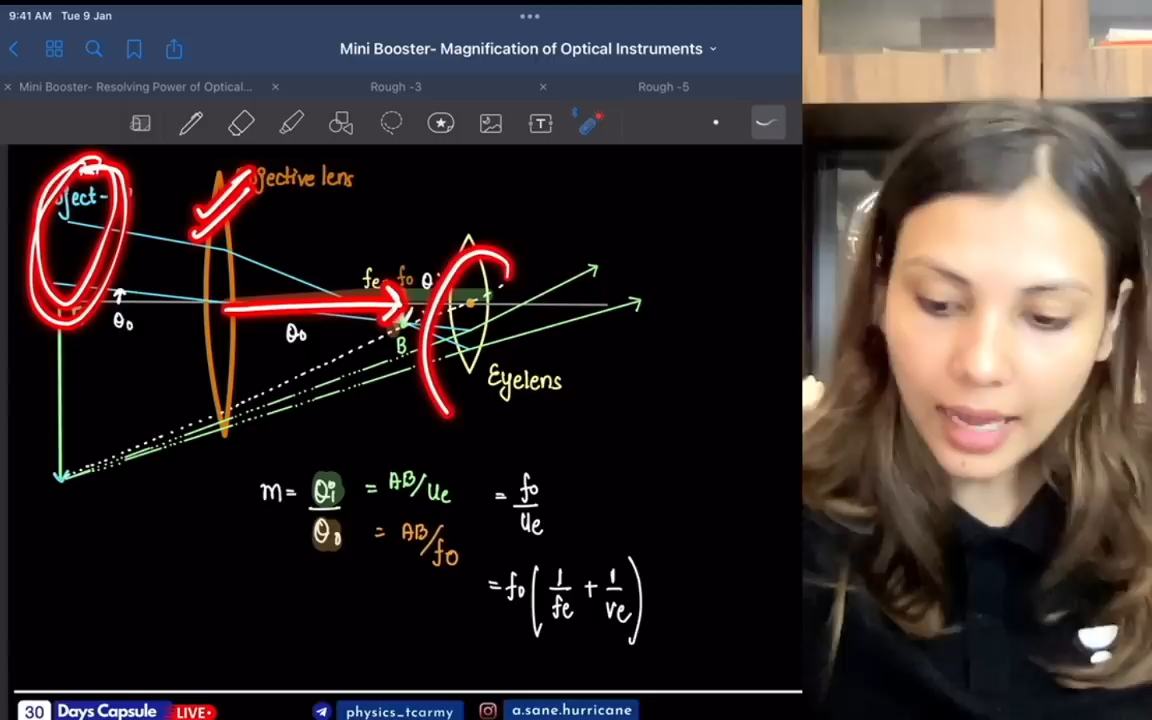 9:41 AM Tue 9 Jan
Mini Booster- Magnification of Optical Instruments
Mini Booster- Resolving Power of Optical...
Rough -3
Rough -5
ject-
jective lens
fe fo θ
θo
θo
B
Eyelens
m = θi = AB/ue = fo/ue
θo = AB/fo
= fo (1/fe + 1/ve)
30 Days Capsule LIVE
physics_tcarmy
a.sane.hurricane